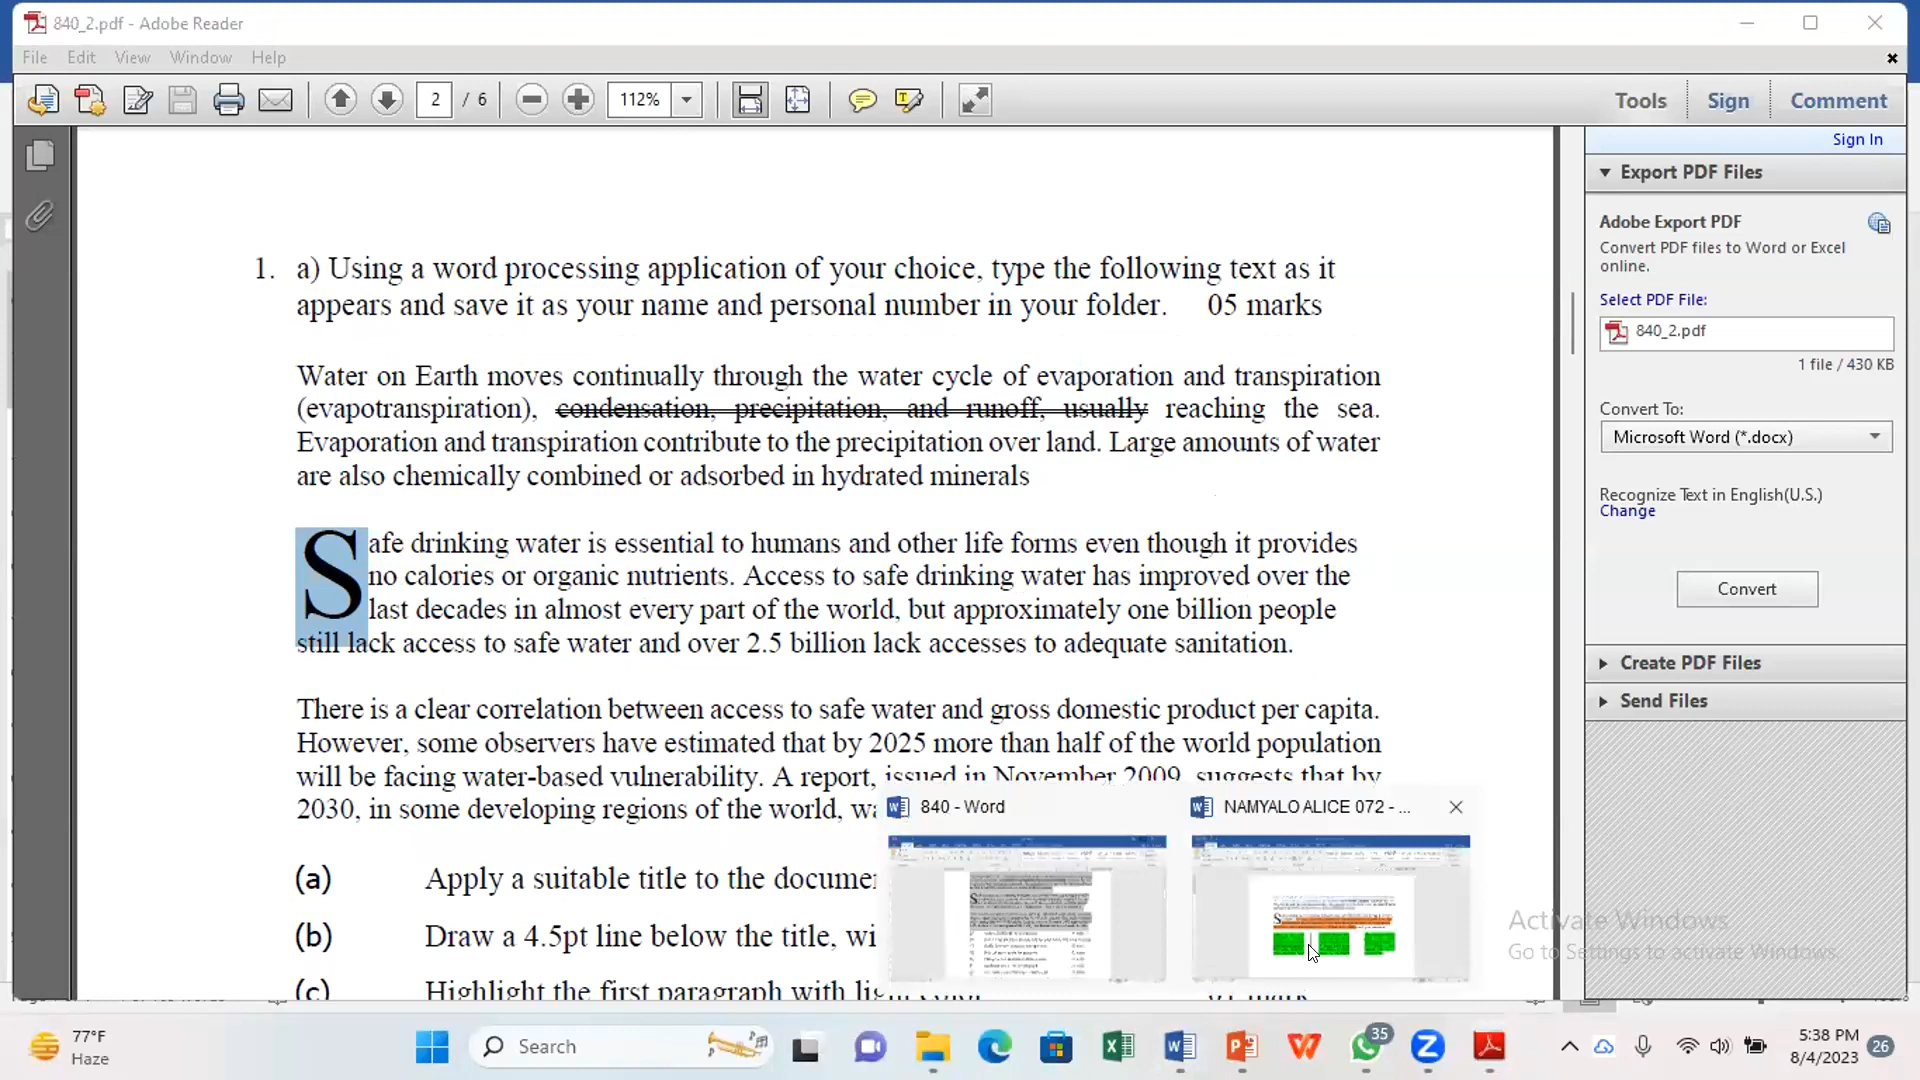 840_2.pdf - Adobe Reader
File Edit View Window Help
2 / 6 112% Tools Sign Comment
Sign In
Export PDF Files
Adobe Export PDF
Convert PDF files to Word or Excel
online.
Select PDF File:
840_2.pdf
1 file / 430 KB
Convert To:
Microsoft Word (*.docx)
Recognize Text in English(U.S.)
Change
Convert
Create PDF Files
Send Files
1. a) Using a word processing application of your choice, type the following text as it
appears and save it as your name and personal number in your folder. 05 marks
Water on Earth moves continually through the water cycle of evaporation and transpiration
(evapotranspiration), condensation, precipitation, and runoff, usually reaching the sea.
Evaporation and transpiration contribute to the precipitation over land. Large amounts of water
are also chemically combined or adsorbed in hydrated minerals
Safe drinking water is essential to humans and other life forms even though it provides
no calories or organic nutrients. Access to safe drinking water has improved over the
last decades in almost every part of the world, but approximately one billion people
still lack access to safe water and over 2.5 billion lack accesses to adequate sanitation.
There is a clear correlation between access to safe water and gross domestic product per capita.
However, some observers have estimated that by 2025 more than half of the world population
will be facing water-based vulnerability. A report, issued in November 2009, suggests that by
2030, in some developing regions of the world, wa
(a) Apply a suitable title to the documen
(b) Draw a 4.5pt line below the title, wi
(c) Highlight the first paragraph with
840 - Word
NAMYALO ALICE 072 - ...
Activate Windows
Go to Settings to activate Windows.
77°F
Haze
Search
35
5:38 PM
8/4/2023
26